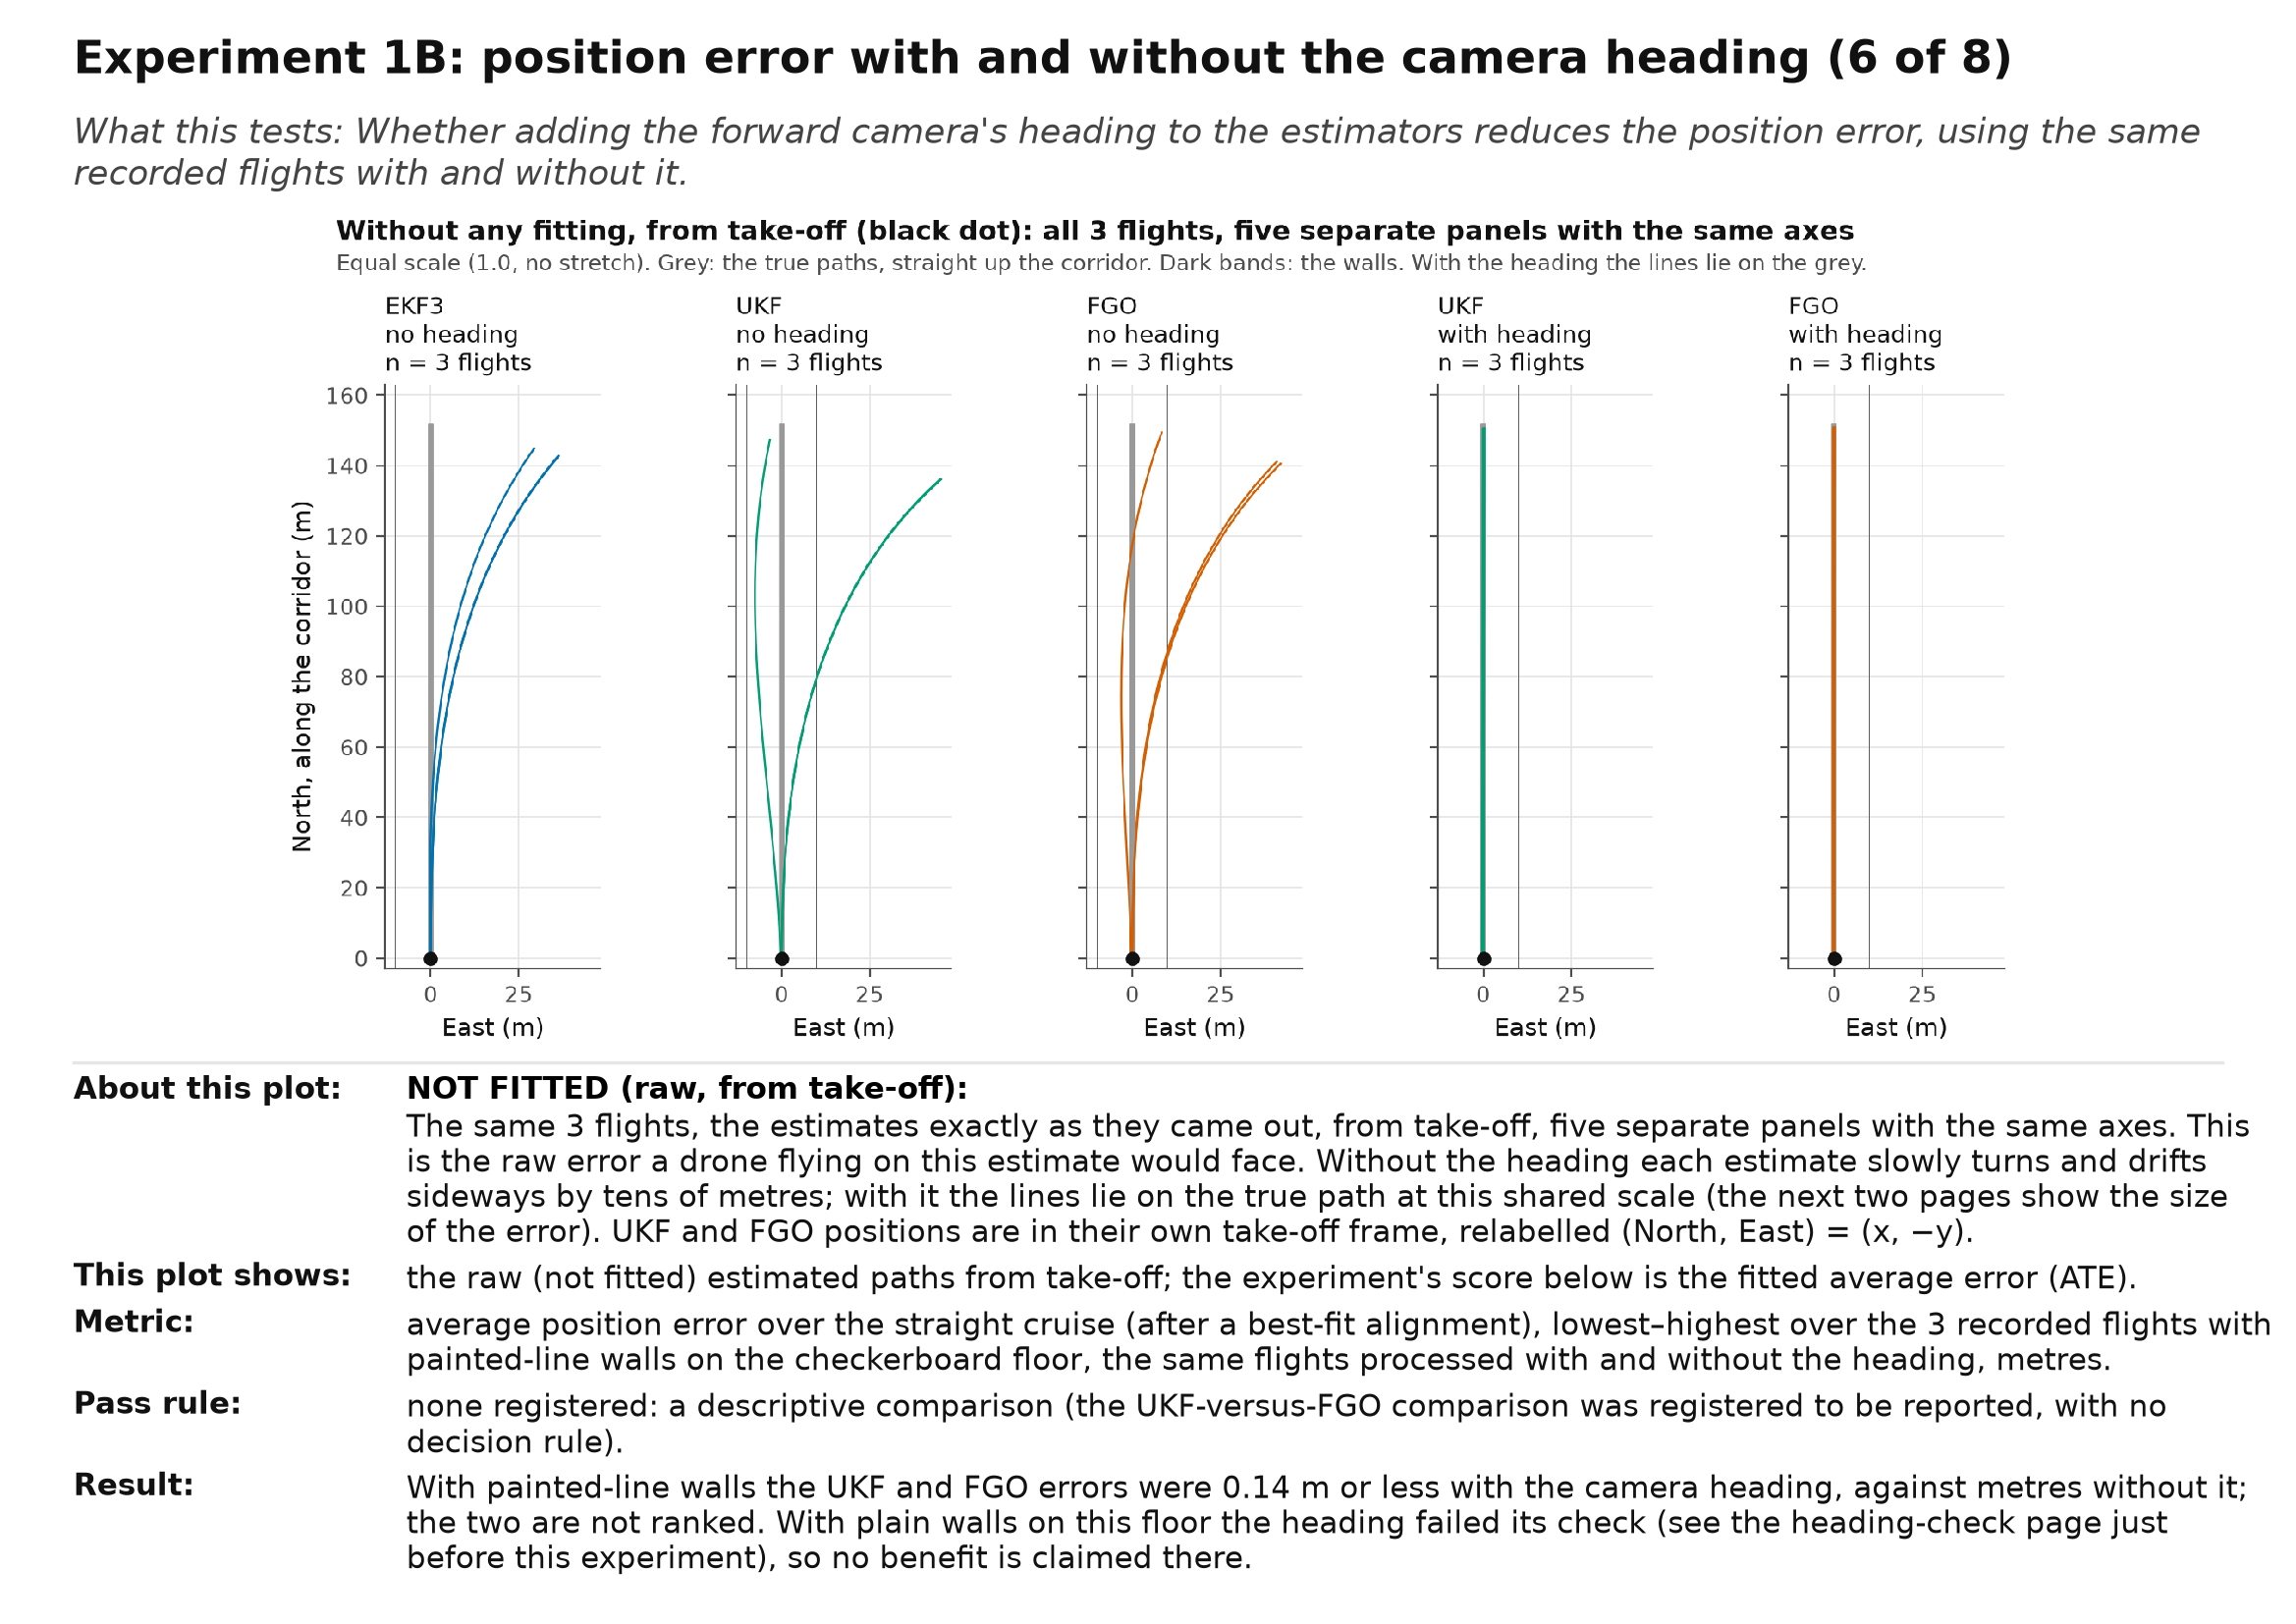 Experiment 1B: position error with and without the camera heading (6 of 8)
What this tests: Whether adding the forward camera's heading to the estimators reduces the position error, using the same
recorded flights with and without it.
Without any fitting, from take-off (black dot): all 3 flights, five separate panels with the same axes
Equal scale (1.0, no stretch). Grey: the true paths, straight up the corridor. Dark bands: the walls. With the heading the lines lie on the grey.
EKF3
no heading
n = 3 flights
UKF
no heading
n = 3 flights
FGO
no heading
n = 3 flights
UKF
with heading
n = 3 flights
FGO
with heading
n = 3 flights
North, along the corridor (m)
160
140
120
100
80
60
40
20
0
0 25
0 25
0 25
0 25
0 25
East (m)
East (m)
East (m)
East (m)
East (m)
About this plot:
NOT FITTED (raw, from take-off):
The same 3 flights, the estimates exactly as they came out, from take-off, five separate panels with the same axes. This
is the raw error a drone flying on this estimate would face. Without the heading each estimate slowly turns and drifts
sideways by tens of metres; with it the lines lie on the true path at this shared scale (the next two pages show the size
of the error). UKF and FGO positions are in their own take-off frame, relabelled (North, East) = (x, −y).
This plot shows:
the raw (not fitted) estimated paths from take-off; the experiment's score below is the fitted average error (ATE).
Metric:
average position error over the straight cruise (after a best-fit alignment), lowest–highest over the 3 recorded flights with
painted-line walls on the checkerboard floor, the same flights processed with and without the heading, metres.
Pass rule:
none registered: a descriptive comparison (the UKF-versus-FGO comparison was registered to be reported, with no
decision rule).
Result:
With painted-line walls the UKF and FGO errors were 0.14 m or less with the camera heading, against metres without it;
the two are not ranked. With plain walls on this floor the heading failed its check (see the heading-check page just
before this experiment), so no benefit is claimed there.